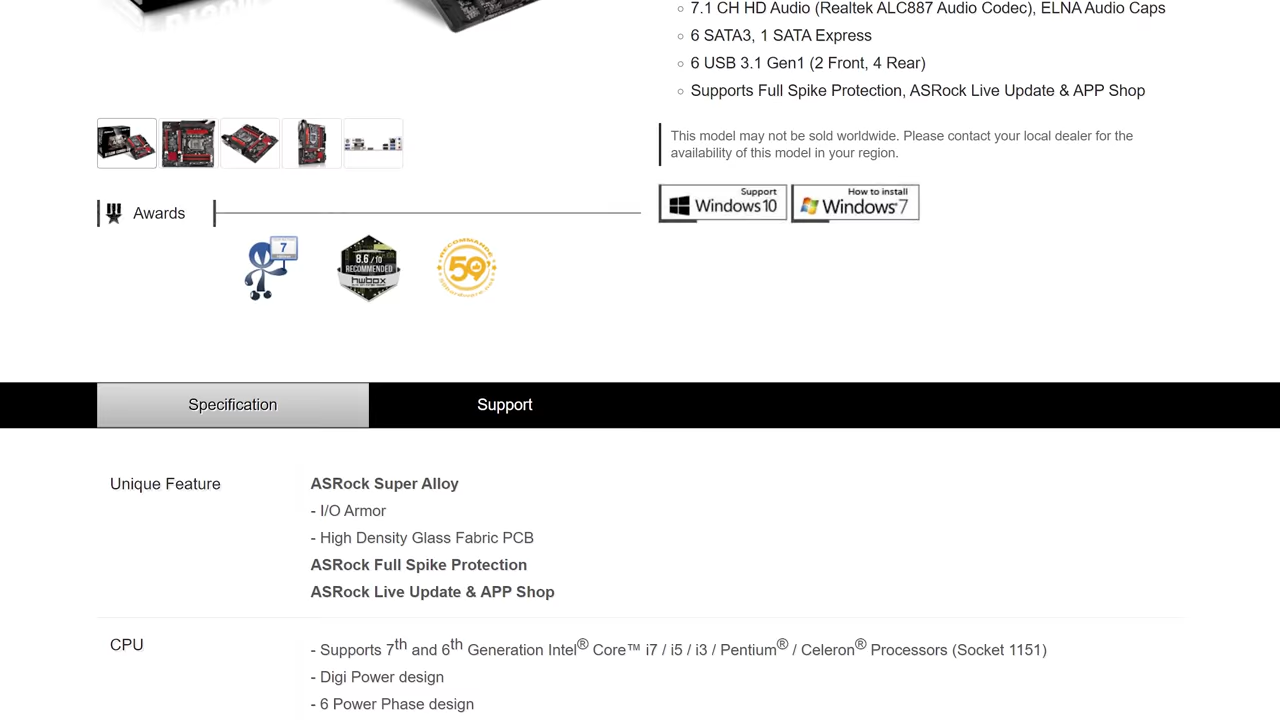 7.1 CH HD Audio (Realtek ALC887 Audio Codec), ELNA Audio Caps
6 SATA3, 1 SATA Express
6 USB 3.1 Gen1 (2 Front, 4 Rear)
Supports Full Spike Protection, ASRock Live Update & APP Shop
This model may not be sold worldwide. Please contact your local dealer for the
availability of this model in your region.
Support
Windows 10
How to install
Windows 7
Awards
7
8.6 / 10
RECOMMENDED
hwbox
RECOMMANDÉ
59
Specification
Support
Unique Feature
ASRock Super Alloy
- I/O Armor
- High Density Glass Fabric PCB
ASRock Full Spike Protection
ASRock Live Update & APP Shop
CPU
- Supports 7th and 6th Generation Intel® Core™ i7 / i5 / i3 / Pentium® / Celeron® Processors (Socket 1151)
- Digi Power design
- 6 Power Phase design